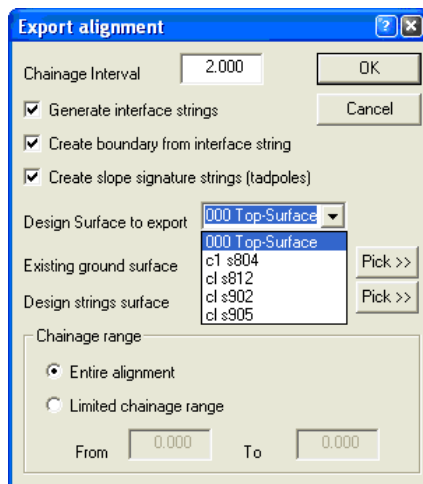 Export alignment
Chainage Interval 2.000 OK
Generate interface strings Cancel
Create boundary from interface string
Create slope signature strings (tadpoles)
Design Surface to export 000 Top-Surface
000 Top-Surface
c1 s804
Existing ground surface Pick >>
cl s812
cl s902
Design strings surface Pick >>
cl s905
Chainage range
Entire alignment
Limited chainage range
From 0.000 To 0.000